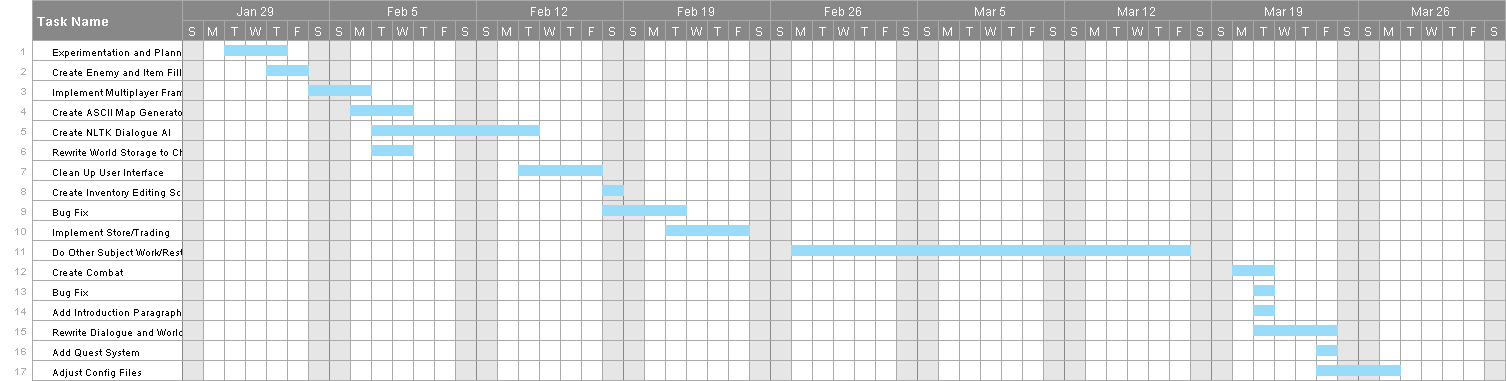 Task Name
Jan 29 Feb 5 Feb 12 Feb 19 Feb 26 Mar 5 Mar 12 Mar 19 Mar 26
S M T W T F S S M T W T F S S M T W T F S S M T W T F S S M T W T F S S M T W T F S S M T W T F S S M T W T F S S M T W T F S
1 Experimentation and Plann
2 Create Enemy and Item Fill
3 Implement Multiplayer Fram
4 Create ASCII Map Generato
5 Create NLTK Dialogue AI
6 Rewrite World Storage to Ch
7 Clean Up User Interface
8 Create Inventory Editing Sc
9 Bug Fix
10 Implement Store/Trading
11 Do Other Subject Work/Rest
12 Create Combat
13 Bug Fix
14 Add Introduction Paragraph
15 Rewrite Dialogue and World
16 Add Quest System
17 Adjust Config Files